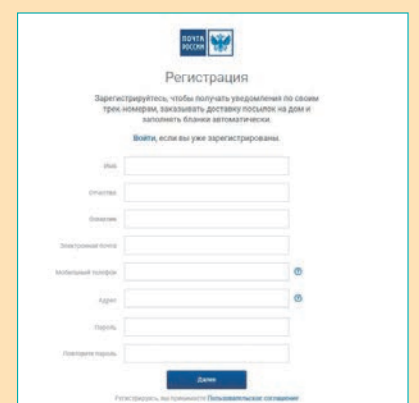 ПОЧТА
РОССИИ
Регистрация
Зарегистрируйтесь, чтобы получать уведомления по своим
трек-номерам, заказывать доставку посылок на дом и
заполнять бланки автоматически.
Войти, если вы уже зарегистрированы.
Имя
Отчество
Фамилия
Электронная почта
Мобильный телефон
Адрес
Пароль
Повторите пароль
Далее
Регистрируясь, вы принимаете Пользовательское соглашение